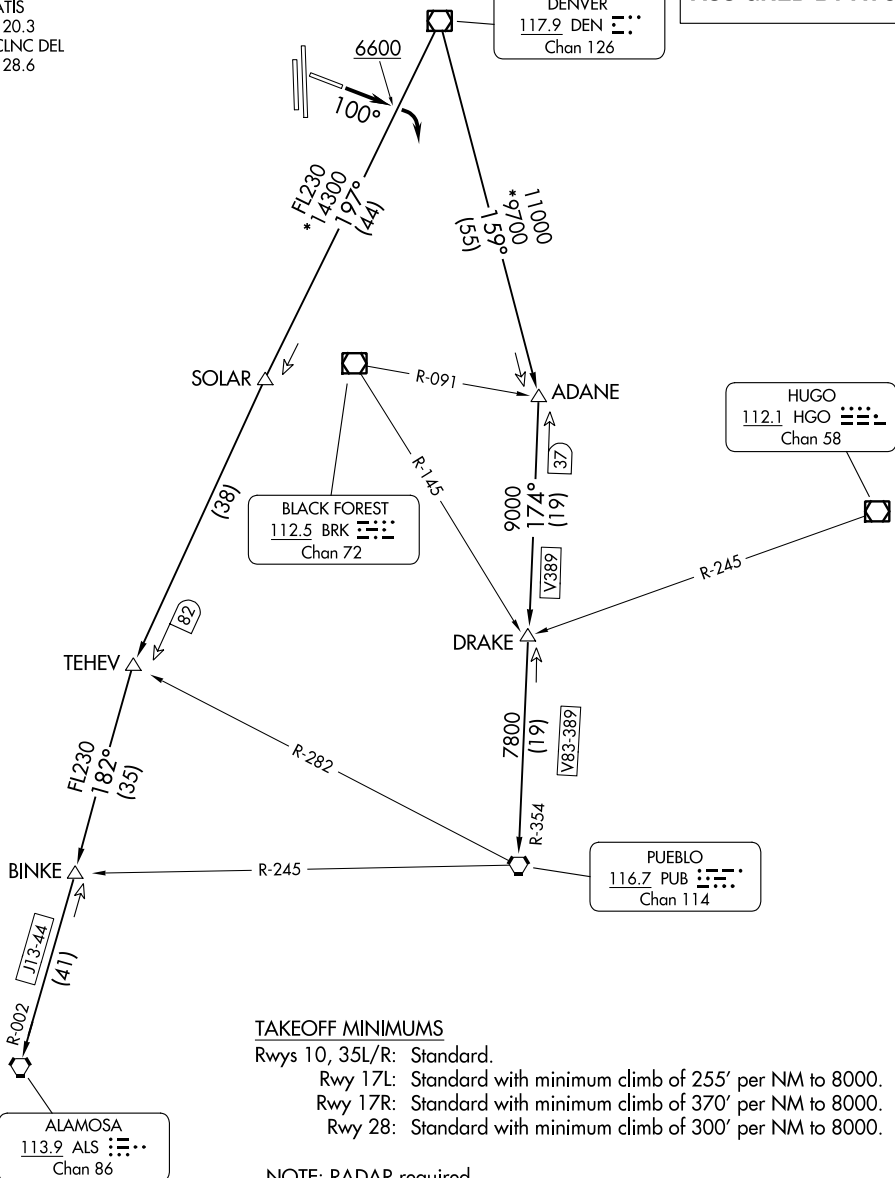 ATIS
20.3
CLNC DEL
28.6
DENVER
117.9 DEN
Chan 126
6600
100°
FL230
*14300
197°
(44)
11000
*9700
159°
(55)
SOLAR
R-091
ADANE
HUGO
112.1 HGO
Chan 58
37
R-145
9000
174°
(19)
(38)
BLACK FOREST
112.5 BRK
Chan 72
V389
R-245
82
DRAKE
TEHEV
7800
(19)
V83-389
R-282
FL230
182°
(35)
R-354
BINKE
R-245
PUEBLO
116.7 PUB
Chan 114
J13-44
(41)
R-002
TAKEOFF MINIMUMS
Rwys 10, 35L/R: Standard.
Rwy 17L: Standard with minimum climb of 255' per NM to 8000.
Rwy 17R: Standard with minimum climb of 370' per NM to 8000.
Rwy 28: Standard with minimum climb of 300' per NM to 8000.
ALAMOSA
113.9 ALS
Chan 86
NOTE: RADAR required